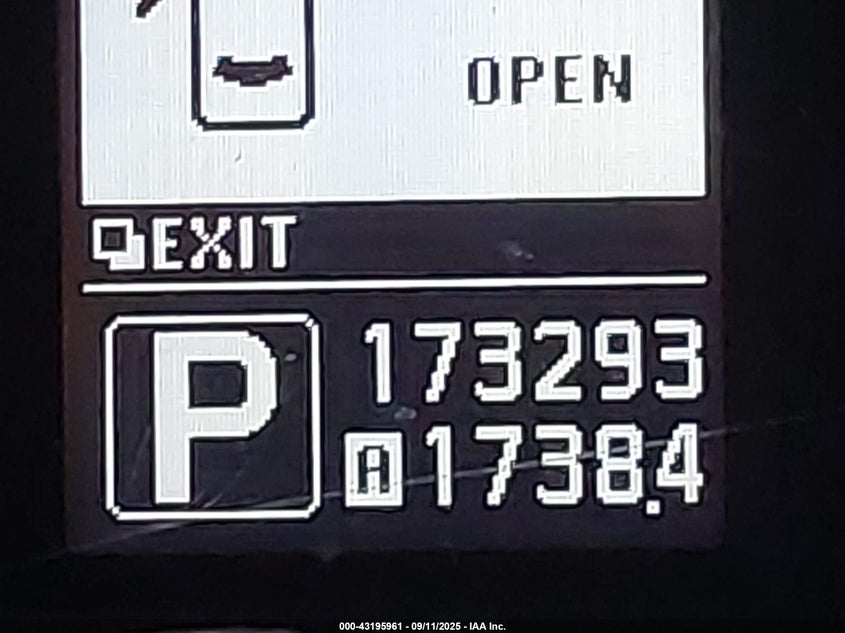 OPEN
EXIT
P
173293
A 1738.4
000-43195961 - 09/11/2025 - IAA Inc.